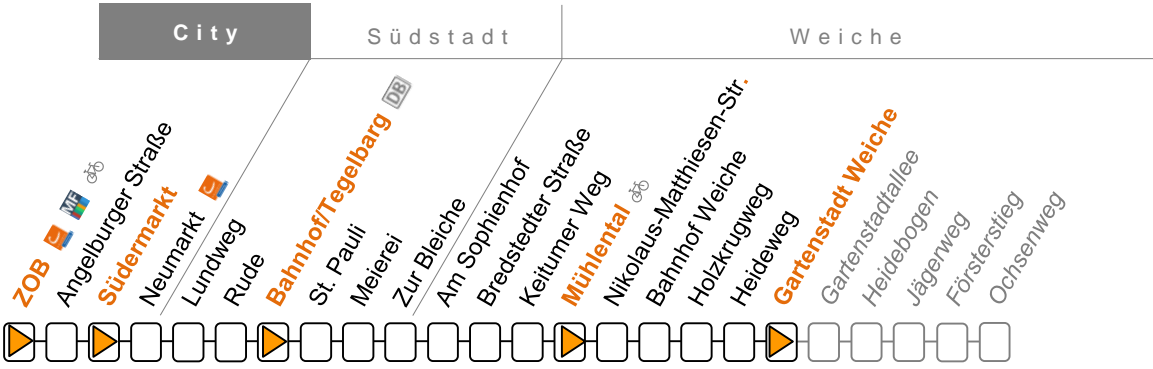 City
Südstadt
Weiche
ZOB
MF
Angelburger Straße
Südermarkt
Neumarkt
Lundweg
Rude
Bahnhof/Tegelbarg
DB
St. Pauli
Meierei
Zur Bleiche
Am Sophienhof
Bredstedter Straße
Keitumer Weg
Mühlental
Nikolaus-Matthiesen-Str.
Bahnhof Weiche
Holzkrugweg
Heideweg
Gartenstadt Weiche
Gartenstadtallee
Heidebogen
Jägerweg
Försterstieg
Ochsenweg